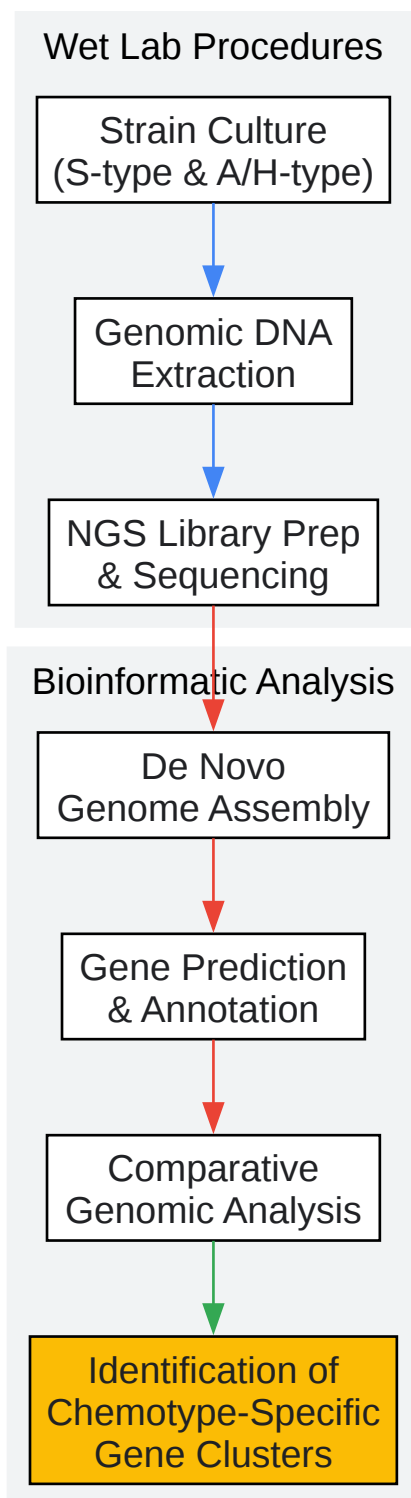 Wet Lab Procedures
Strain Culture
(S-type & A/H-type)
Genomic DNA
Extraction
NGS Library Prep
& Sequencing
Bioinformatic Analysis
De Novo
Genome Assembly
Gene Prediction
& Annotation
Comparative
Genomic Analysis
Identification of
Chemotype-Specific
Gene Clusters